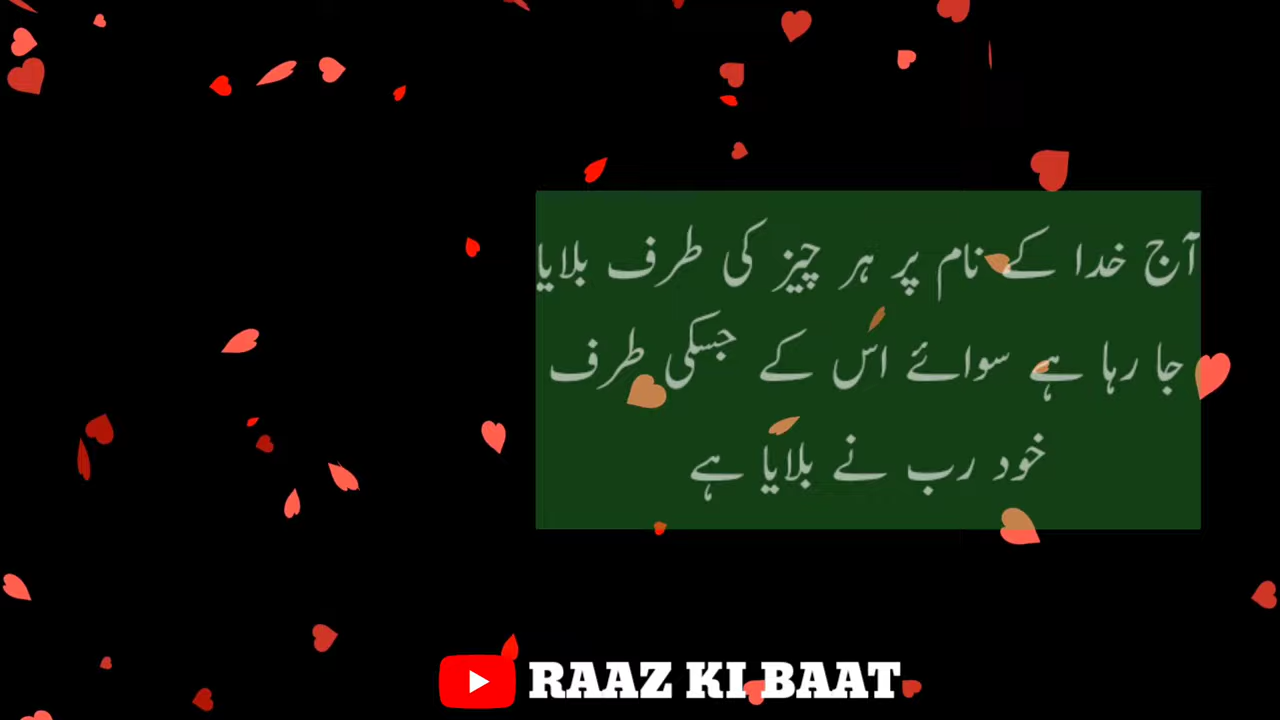 آج خدا کے نام پر ہر چیز کی طرف بلایا
جا رہا ہے سوائے اُس کے جسکی طرف
خود رب نے بلایا ہے
RAAZ KI BAAT